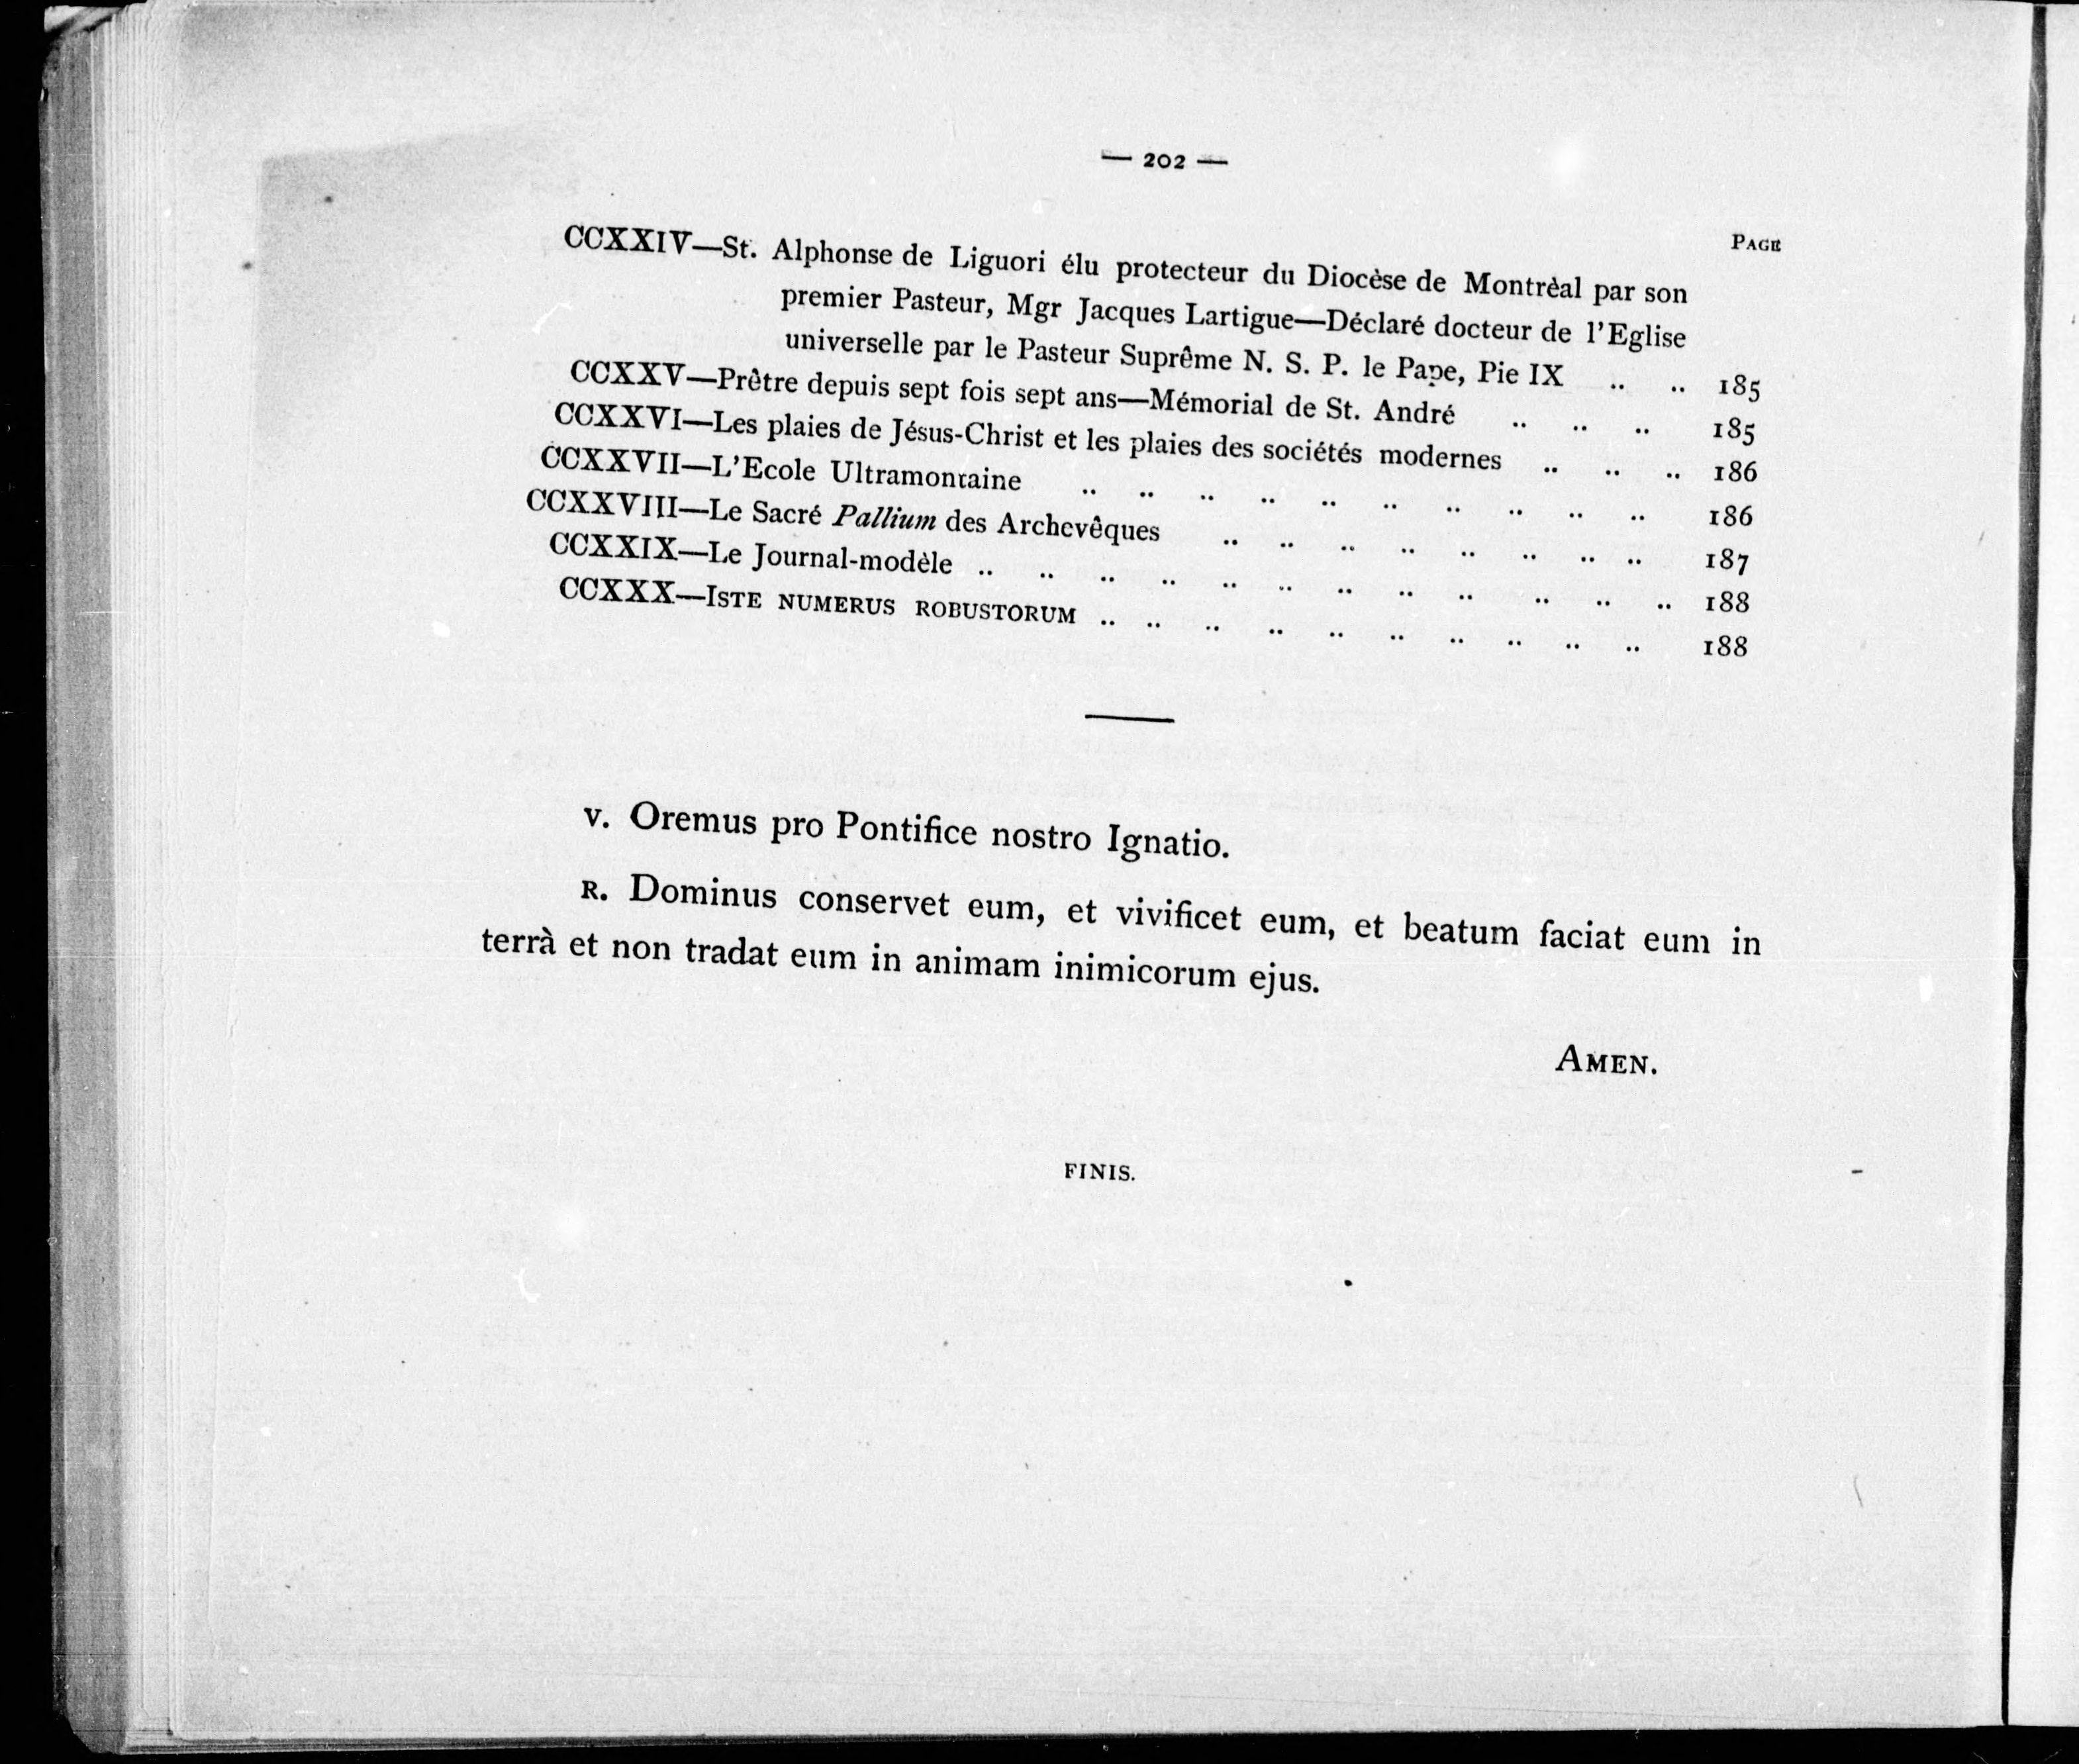 — 202 —
PAGE
CCXXIV—St. Alphonse de Liguori élu protecteur du Diocèse de Montrèal par son
premier Pasteur, Mgr Jacques Lartigue—Déclaré docteur de l'Eglise
universelle par le Pasteur Suprême N. S. P. le Pape, Pie IX .. .. 185
CCXXV—Prêtre depuis sept fois sept ans—Mémorial de St. André .. .. .. 185
CCXXVI—Les plaies de Jésus-Christ et les plaies des sociétés modernes .. .. .. 186
CCXXVII—L'Ecole Ultramontaine .. .. .. .. .. .. .. .. .. .. 186
CCXXVIII—Le Sacré Pallium des Archevêques .. .. .. .. .. .. .. .. 187
CCXXIX—Le Journal-modèle .. .. .. .. .. .. .. .. .. .. .. .. 188
CCXXX—ISTE NUMERUS ROBUSTORUM .. .. .. .. .. .. .. .. .. .. 188
V. Oremus pro Pontifice nostro Ignatio.
R. Dominus conservet eum, et vivificet eum, et beatum faciat eum in
terrà et non tradat eum in animam inimicorum ejus.
AMEN.
FINIS.